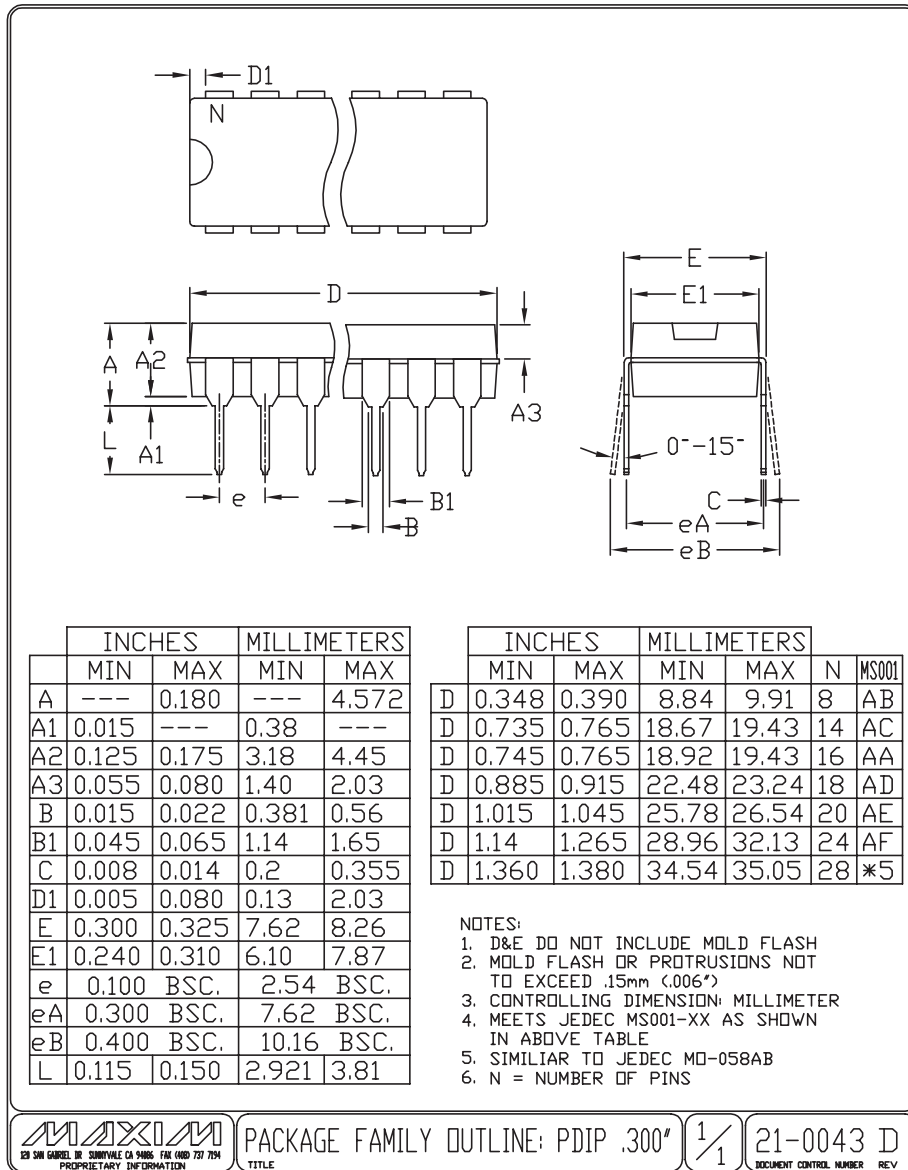 D1
N
D
E
E1
A
A2
A3
L
A1
0°-15°
e
B1
B
C
eA
eB
INCHES MILLIMETERS
MIN MAX MIN MAX
A --- 0.180 --- 4.572
A1 0.015 --- 0.38 ---
A2 0.125 0.175 3.18 4.45
A3 0.055 0.080 1.40 2.03
B 0.015 0.022 0.381 0.56
B1 0.045 0.065 1.14 1.65
C 0.008 0.014 0.2 0.355
D1 0.005 0.080 0.13 2.03
E 0.300 0.325 7.62 8.26
E1 0.240 0.310 6.10 7.87
e 0.100 BSC. 2.54 BSC.
eA 0.300 BSC. 7.62 BSC.
eB 0.400 BSC. 10.16 BSC.
L 0.115 0.150 2.921 3.81
INCHES MILLIMETERS
MIN MAX MIN MAX N MS001
D 0.348 0.390 8.84 9.91 8 AB
D 0.735 0.765 18.67 19.43 14 AC
D 0.745 0.765 18.92 19.43 16 AA
D 0.885 0.915 22.48 23.24 18 AD
D 1.015 1.045 25.78 26.54 20 AE
D 1.14 1.265 28.96 32.13 24 AF
D 1.360 1.380 34.54 35.05 28 *5
NOTES:
1. D&E DO NOT INCLUDE MOLD FLASH
2. MOLD FLASH OR PROTRUSIONS NOT
TO EXCEED .15mm (.006")
3. CONTROLLING DIMENSION: MILLIMETER
4. MEETS JEDEC MS001-XX AS SHOWN
IN ABOVE TABLE
5. SIMILIAR TO JEDEC MO-058AB
6. N = NUMBER OF PINS
MAXIM
120 SAN GABRIEL DR SUNNYVALE CA 94086 FAX (408) 737 7194
PROPRIETARY INFORMATION
PACKAGE FAMILY OUTLINE: PDIP .300"
TITLE
1/1
21-0043 D
DOCUMENT CONTROL NUMBER REV